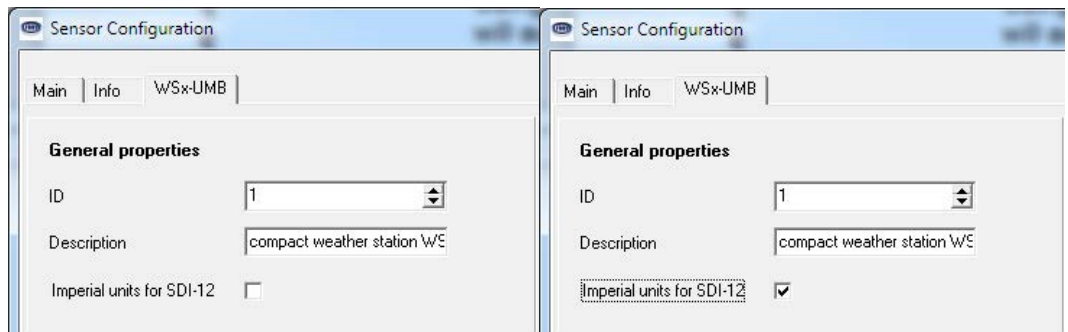 Sensor Configuration
Main
Info
WSx-UMB
General properties
ID
1
Description
compact weather station WS
Imperial units for SDI-12
Sensor Configuration
Main
Info
WSx-UMB
General properties
ID
1
Description
compact weather station WS
Imperial units for SDI-12